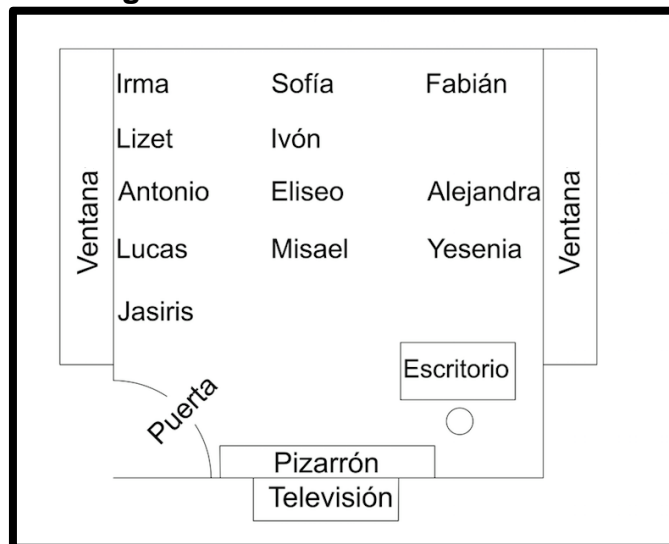 Irma Sofía Fabián
Lizet Ivón
Antonio Eliseo Alejandra
Ventana Ventana
Lucas Misael Yesenia
Jasiris
Escritorio
Puerta
Pizarrón
Televisión